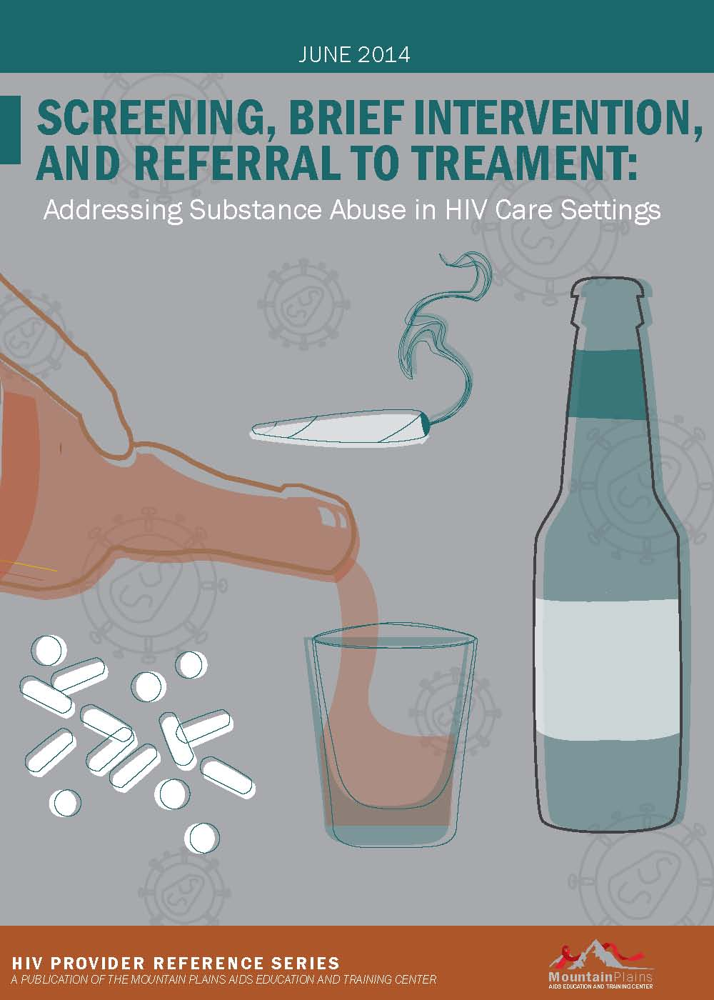 JUNE 2014
SCREENING, BRIEF INTERVENTION,
AND REFERRAL TO TREAMENT:
Addressing Substance Abuse in HIV Care Settings
HIV PROVIDER REFERENCE SERIES
A PUBLICATION OF THE MOUNTAIN PLAINS AIDS EDUCATION AND TRAINING CENTER
MountainPlains
AIDS EDUCATION AND TRAINING CENTER